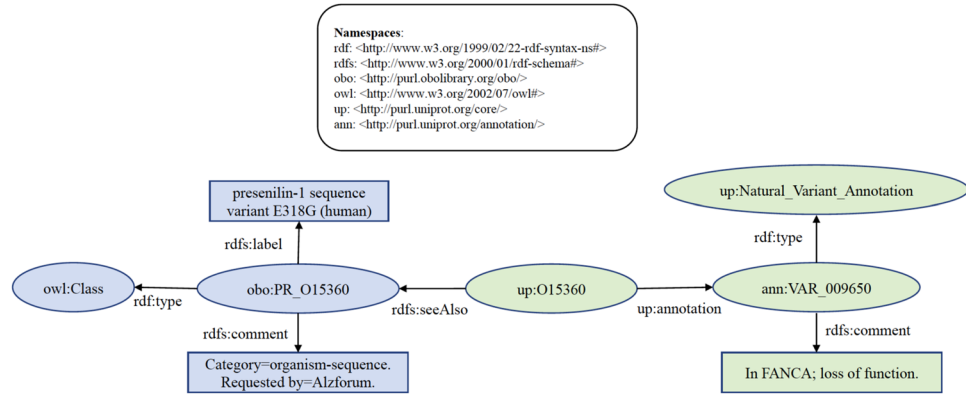 Namespaces:
rdf: <http://www.w3.org/1999/02/22-rdf-syntax-ns#>
rdfs: <http://www.w3.org/2000/01/rdf-schema#>
obo: <http://purl.obolibrary.org/obo/>
owl: <http://www.w3.org/2002/07/owl#>
up: <http://purl.uniprot.org/core/>
ann: <http://purl.uniprot.org/annotation/>
presenilin-1 sequence
variant E318G (human)
up:Natural_Variant_Annotation
rdfs:label
rdf:type
owl:Class
rdf:type
obo:PR_O15360
rdfs:seeAlso
up:O15360
up:annotation
ann:VAR_009650
rdfs:comment
rdfs:comment
Category=organism-sequence.
Requested by=Alzforum.
In FANCA; loss of function.